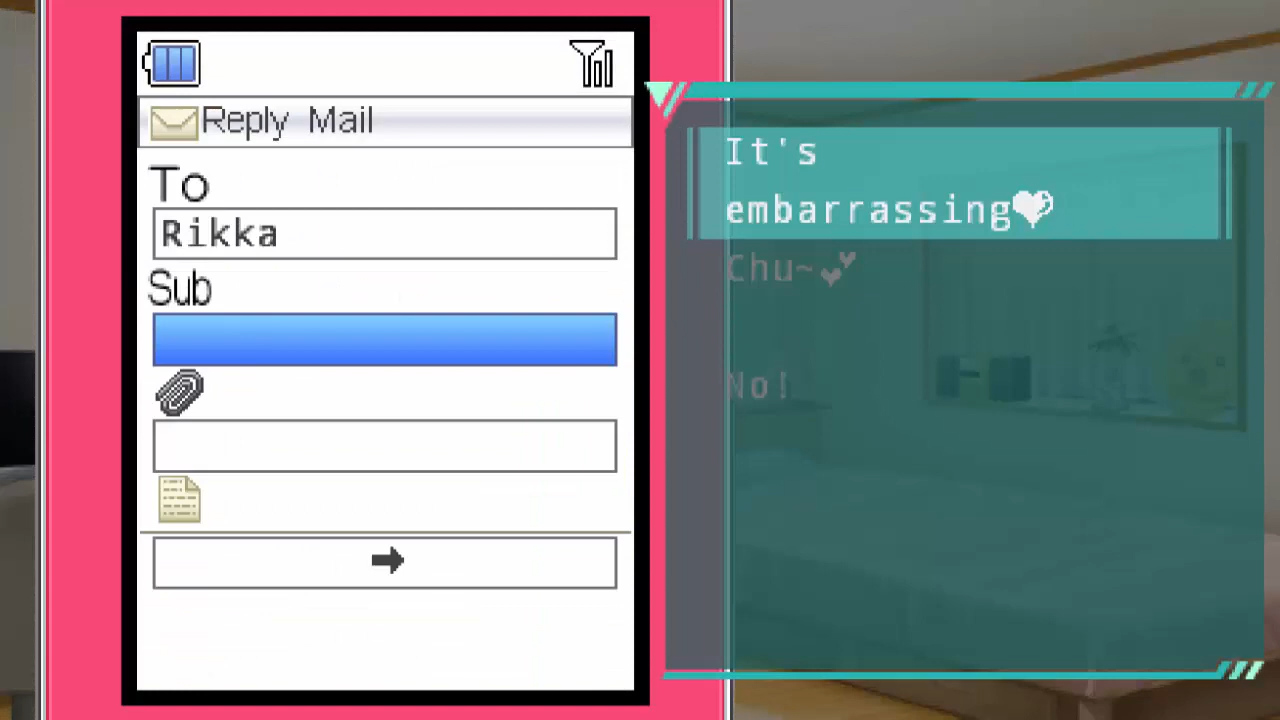 Reply Mail
To
Rikka
Sub
It's
embarrassing
Chu~
No!